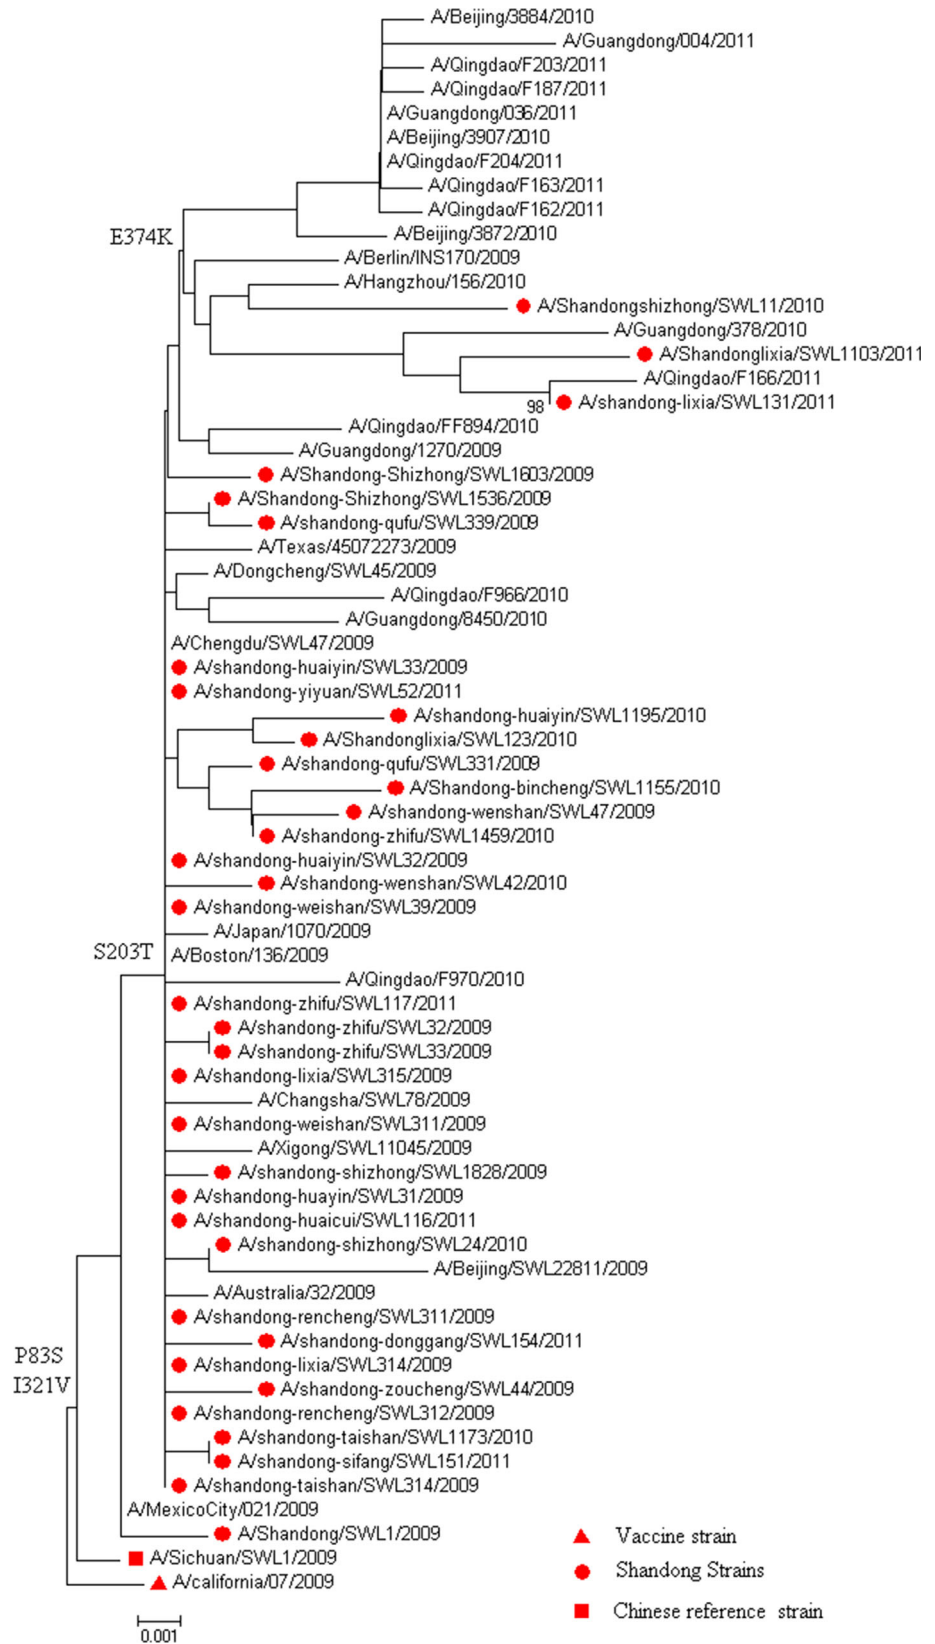 A/Beijing/3884/2010
A/Guangdong/004/2011
A/Qingdao/F203/2011
A/Qingdao/F187/2011
A/Guangdong/036/2011
A/Beijing/3907/2010
A/Qingdao/F204/2011
A/Qingdao/F163/2011
A/Qingdao/F162/2011
E374K A/Beijing/3872/2010
A/Berlin/INS170/2009
A/Hangzhou/156/2010
A/Shandongshizhong/SWL11/2010
A/Guangdong/378/2010
A/Shandonglixia/SWL1103/2011
A/Qingdao/F166/2011
98 A/shandong-lixia/SWL131/2011
A/Qingdao/FF894/2010
A/Guangdong/1270/2009
A/Shandong-Shizhong/SWL1603/2009
A/Shandong-Shizhong/SWL1536/2009
A/shandong-qufu/SWL339/2009
A/Texas/45072273/2009
A/Dongcheng/SWL45/2009
A/Qingdao/F966/2010
A/Guangdong/8450/2010
A/Chengdu/SWL47/2009
A/shandong-huaiyin/SWL33/2009
A/shandong-yiyuan/SWL52/2011
A/shandong-huaiyin/SWL1195/2010
A/Shandonglixia/SWL123/2010
A/shandong-qufu/SWL331/2009
A/Shandong-bincheng/SWL1155/2010
A/shandong-wenshan/SWL47/2009
A/shandong-zhifu/SWL1459/2010
A/shandong-huaiyin/SWL32/2009
A/shandong-wenshan/SWL42/2010
A/shandong-weishan/SWL39/2009
A/Japan/1070/2009
S203T A/Boston/136/2009
A/Qingdao/F970/2010
A/shandong-zhifu/SWL117/2011
A/shandong-zhifu/SWL32/2009
A/shandong-zhifu/SWL33/2009
A/shandong-lixia/SWL315/2009
A/Changsha/SWL78/2009
A/shandong-weishan/SWL311/2009
A/Xigong/SWL11045/2009
A/shandong-shizhong/SWL1828/2009
A/shandong-huayin/SWL31/2009
A/shandong-huaicui/SWL116/2011
A/shandong-shizhong/SWL24/2010
A/Beijing/SWL22811/2009
A/Australia/32/2009
A/shandong-rencheng/SWL311/2009
A/shandong-donggang/SWL154/2011
P83S
A/shandong-lixia/SWL314/2009
I321V A/shandong-zoucheng/SWL44/2009
A/shandong-rencheng/SWL312/2009
A/shandong-taishan/SWL1173/2010
A/shandong-sifang/SWL151/2011
A/shandong-taishan/SWL314/2009
A/MexicoCity/021/2009
A/Shandong/SWL1/2009
A/Sichuan/SWL1/2009
A/california/07/2009
0.001
Vaccine strain
Shandong Strains
Chinese reference strain